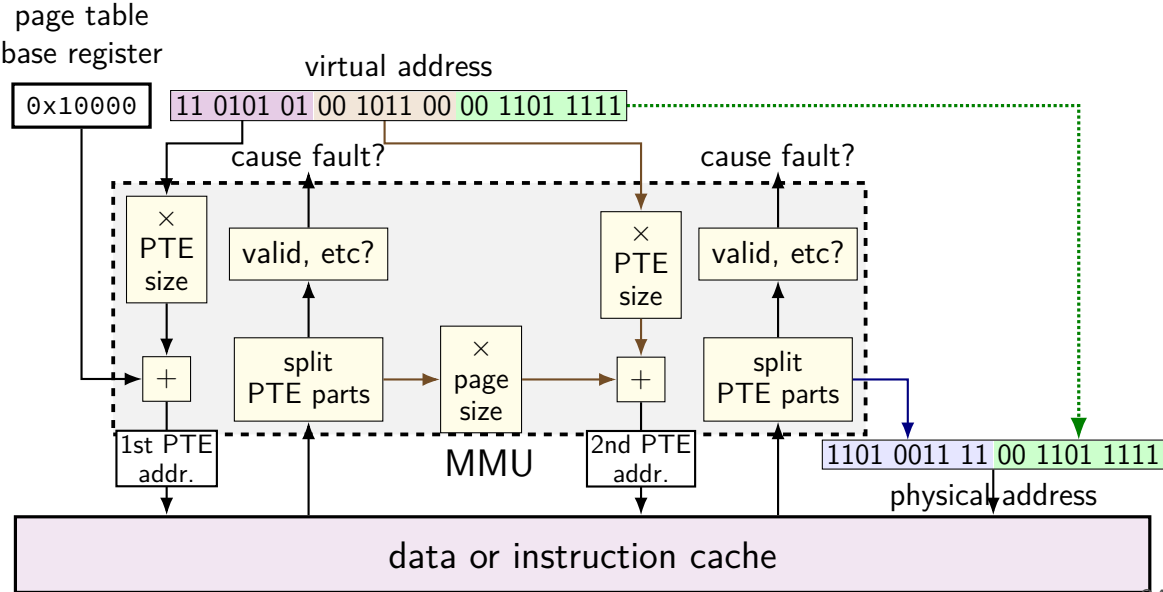 page table
base register
0x10000
virtual address
11 0101 01 00 1011 00 00 1101 1111
cause fault?
cause fault?
×
PTE
size
valid, etc?
×
PTE
size
valid, etc?
+
split
PTE parts
×
page
size
+
split
PTE parts
1st PTE
addr.
MMU
2nd PTE
addr.
1101 0011 11 00 1101 1111
physical address
data or instruction cache